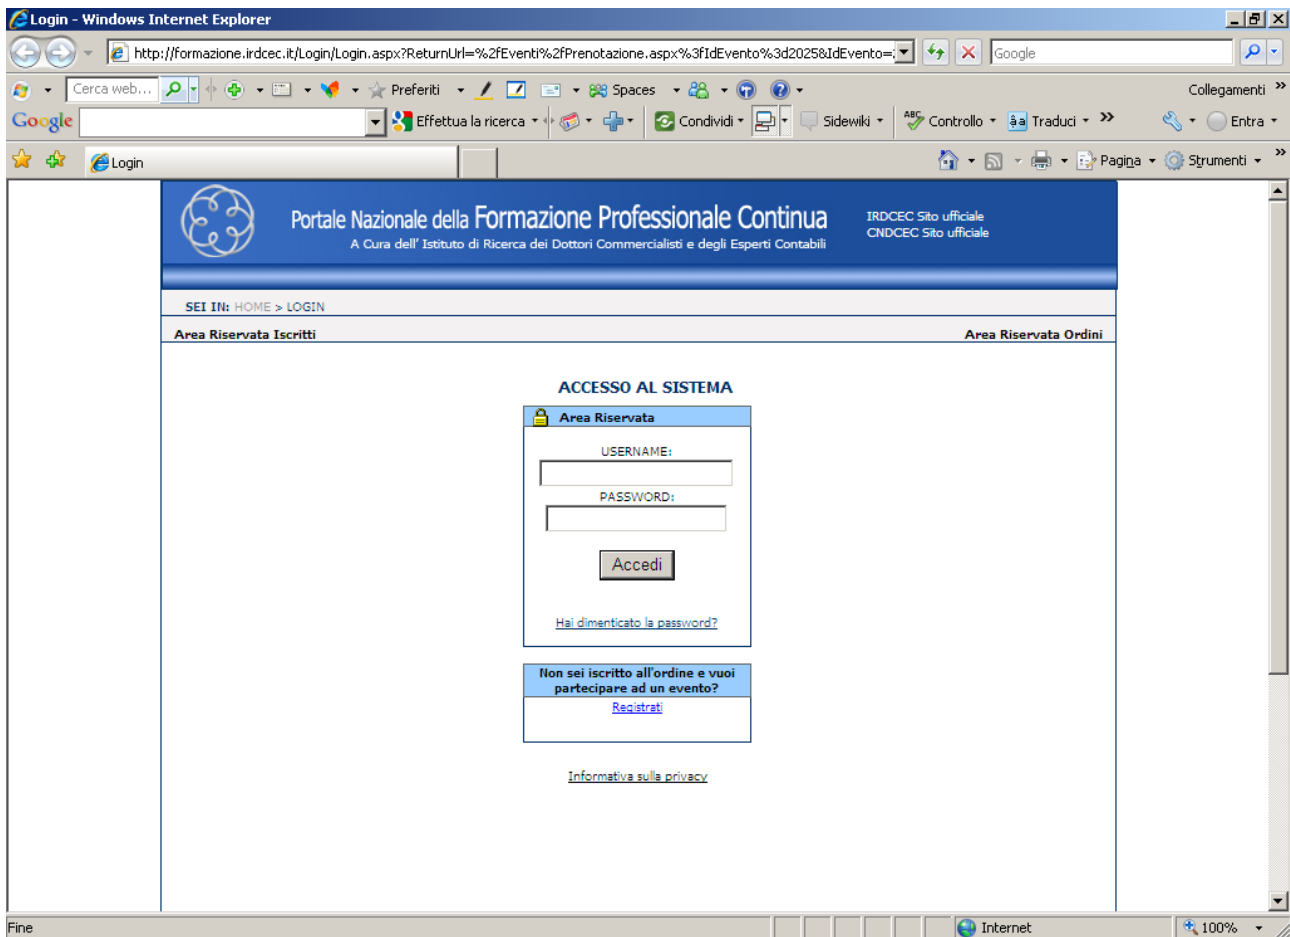 Login - Windows Internet Explorer
http://formazione.irdcec.it/Login/Login.aspx?ReturnUrl=%2fEventi%2fPrenotazione.aspx%3fIdEvento%3d2025&IdEvento=
Google
Cerca web...
Preferiti
Spaces
Collegamenti »
Google
Effettua la ricerca
Condividi
Sidewiki
ABC Controllo
Traduci
»
Entra
Login
Pagina
Strumenti
»
Portale Nazionale della Formazione Professionale Continua
A Cura dell' Istituto di Ricerca dei Dottori Commercialisti e degli Esperti Contabili
IRDCEC Sito ufficiale
CNDCEC Sito ufficiale
SEI IN: HOME > LOGIN
Area Riservata Iscritti
Area Riservata Ordini
ACCESSO AL SISTEMA
Area Riservata
USERNAME:
PASSWORD:
Accedi
Hai dimenticato la password?
Non sei iscritto all'ordine e vuoi
partecipare ad un evento?
Registrati
Informativa sulla privacy
Fine
Internet
100%